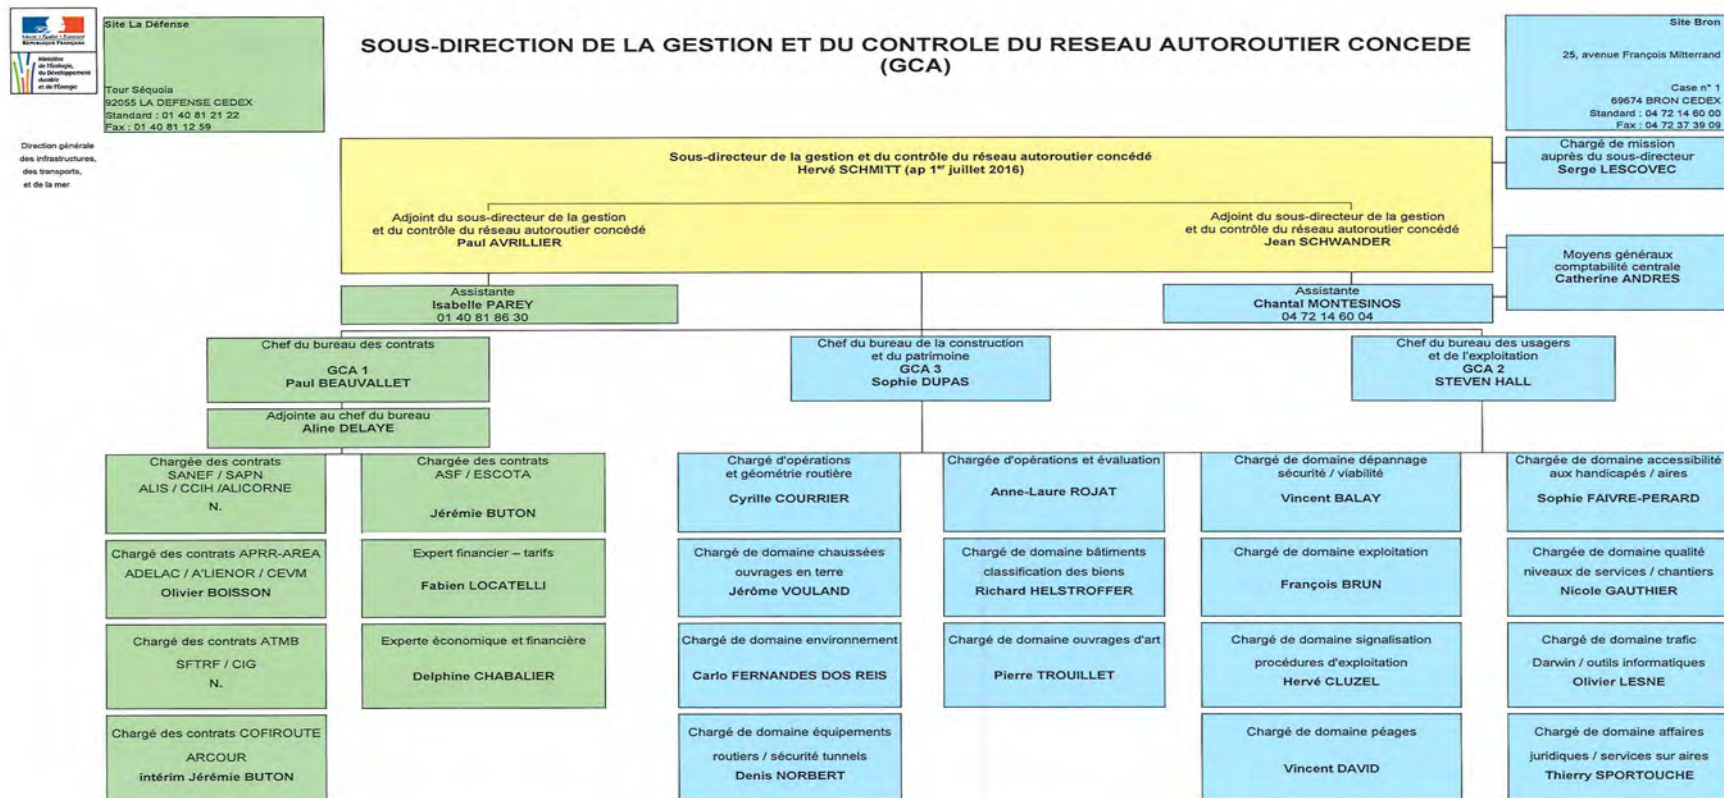 Liberté • Égalité • Fraternité
RÉPUBLIQUE FRANÇAISE
Ministère
de l'Écologie,
du Développement
durable
et de l'Énergie
Direction générale
des infrastructures,
des transports,
et de la mer
Site La Défense
Tour Séquoia
92055 LA DEFENSE CEDEX
Standard : 01 40 81 21 22
Fax : 01 40 81 12 59
SOUS-DIRECTION DE LA GESTION ET DU CONTROLE DU RESEAU AUTOROUTIER CONCEDE
(GCA)
Site Bron
25, avenue François Mitterrand
Case n° 1
69674 BRON CEDEX
Standard : 04 72 14 60 00
Fax : 04 72 37 39 09
Sous-directeur de la gestion et du contrôle du réseau autoroutier concédé
Hervé SCHMITT (ap 1er juillet 2016)
Adjoint du sous-directeur de la gestion
et du contrôle du réseau autoroutier concédé
Paul AVRILLIER
Adjoint du sous-directeur de la gestion
et du contrôle du réseau autoroutier concédé
Jean SCHWANDER
Chargé de mission
auprès du sous-directeur
Serge LESCOVEC
Moyens généraux
comptabilité centrale
Catherine ANDRES
Assistante
Isabelle PAREY
01 40 81 86 30
Assistante
Chantal MONTESINOS
04 72 14 60 04
Chef du bureau des contrats
GCA 1
Paul BEAUVALLET
Adjointe au chef du bureau
Aline DELAYE
Chef du bureau de la construction
et du patrimoine
GCA 3
Sophie DUPAS
Chef du bureau des usagers
et de l'exploitation
GCA 2
STEVEN HALL
Chargée des contrats
SANEF / SAPN
ALIS / CCIH /ALICORNE
N.
Chargée des contrats
ASF / ESCOTA
Jérémie BUTON
Chargé d'opérations
et géométrie routière
Cyrille COURRIER
Chargée d'opérations et évaluation
Anne-Laure ROJAT
Chargé de domaine dépannage
sécurité / viabilité
Vincent BALAY
Chargée de domaine accessibilité
aux handicapés / aires
Sophie FAIVRE-PERARD
Chargé des contrats APRR-AREA
ADELAC / A'LIENOR / CEVM
Olivier BOISSON
Expert financier – tarifs
Fabien LOCATELLI
Chargé de domaine chaussées
ouvrages en terre
Jérôme VOULAND
Chargé de domaine bâtiments
classification des biens
Richard HELSTROFFER
Chargé de domaine exploitation
François BRUN
Chargée de domaine qualité
niveaux de services / chantiers
Nicole GAUTHIER
Chargé des contrats ATMB
SFTRF / CIG
N.
Experte économique et financière
Delphine CHABALIER
Chargé de domaine environnement
Carlo FERNANDES DOS REIS
Chargé de domaine ouvrages d'art
Pierre TROUILLET
Chargé de domaine signalisation
procédures d'exploitation
Hervé CLUZEL
Chargé de domaine trafic
Darwin / outils informatiques
Olivier LESNE
Chargé des contrats COFIROUTE
ARCOUR
intérim Jérémie BUTON
Chargé de domaine équipements
routiers / sécurité tunnels
Denis NORBERT
Chargé de domaine péages
Vincent DAVID
Chargé de domaine affaires
juridiques / services sur aires
Thierry SPORTOUCHE